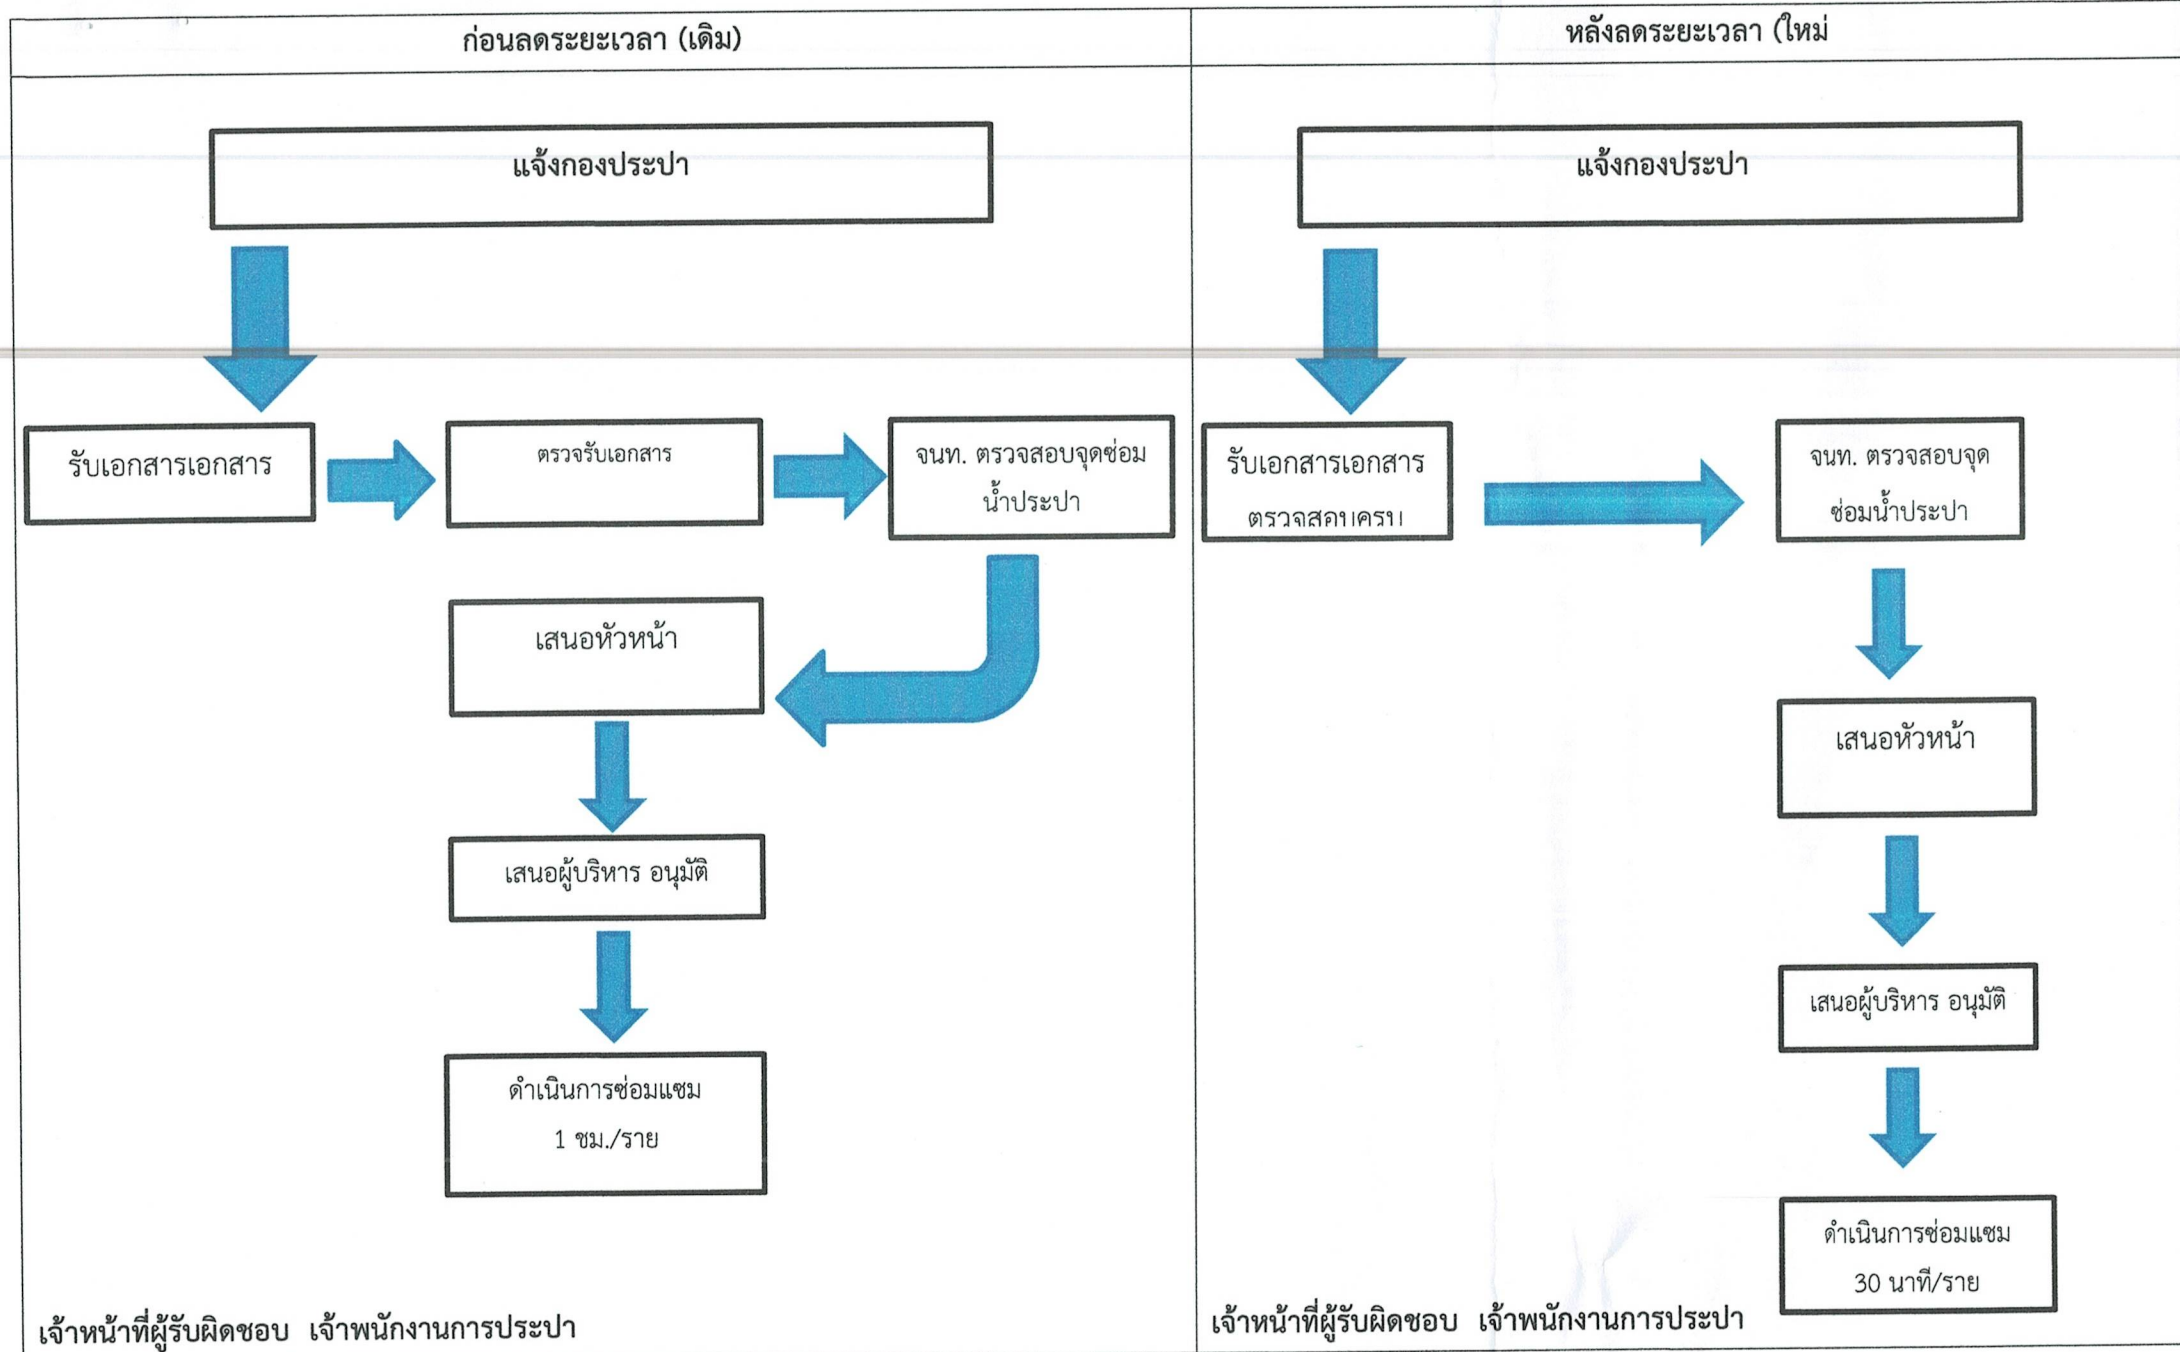 ก่อนลดระยะเวลา (เดิม)
แจ้งกองประปา
รับเอกสารเอกสาร
ตรวจรับเอกสาร
จนท. ตรวจสอบจุดซ่อม
น้ำประปา
เสนอหัวหน้า
เสนอผู้บริหาร อนุมัติ
ดำเนินการซ่อมแซม
1 ชม./ราย
เจ้าหน้าที่ผู้รับผิดชอบ เจ้าพนักงานการประปา
หลังลดระยะเวลา (ใหม่
แจ้งกองประปา
รับเอกสารเอกสาร
ตรวจสอบครบ
จนท. ตรวจสอบจุด
ซ่อมน้ำประปา
เสนอหัวหน้า
เสนอผู้บริหาร อนุมัติ
ดำเนินการซ่อมแซม
30 นาที/ราย
เจ้าหน้าที่ผู้รับผิดชอบ เจ้าพนักงานการประปา